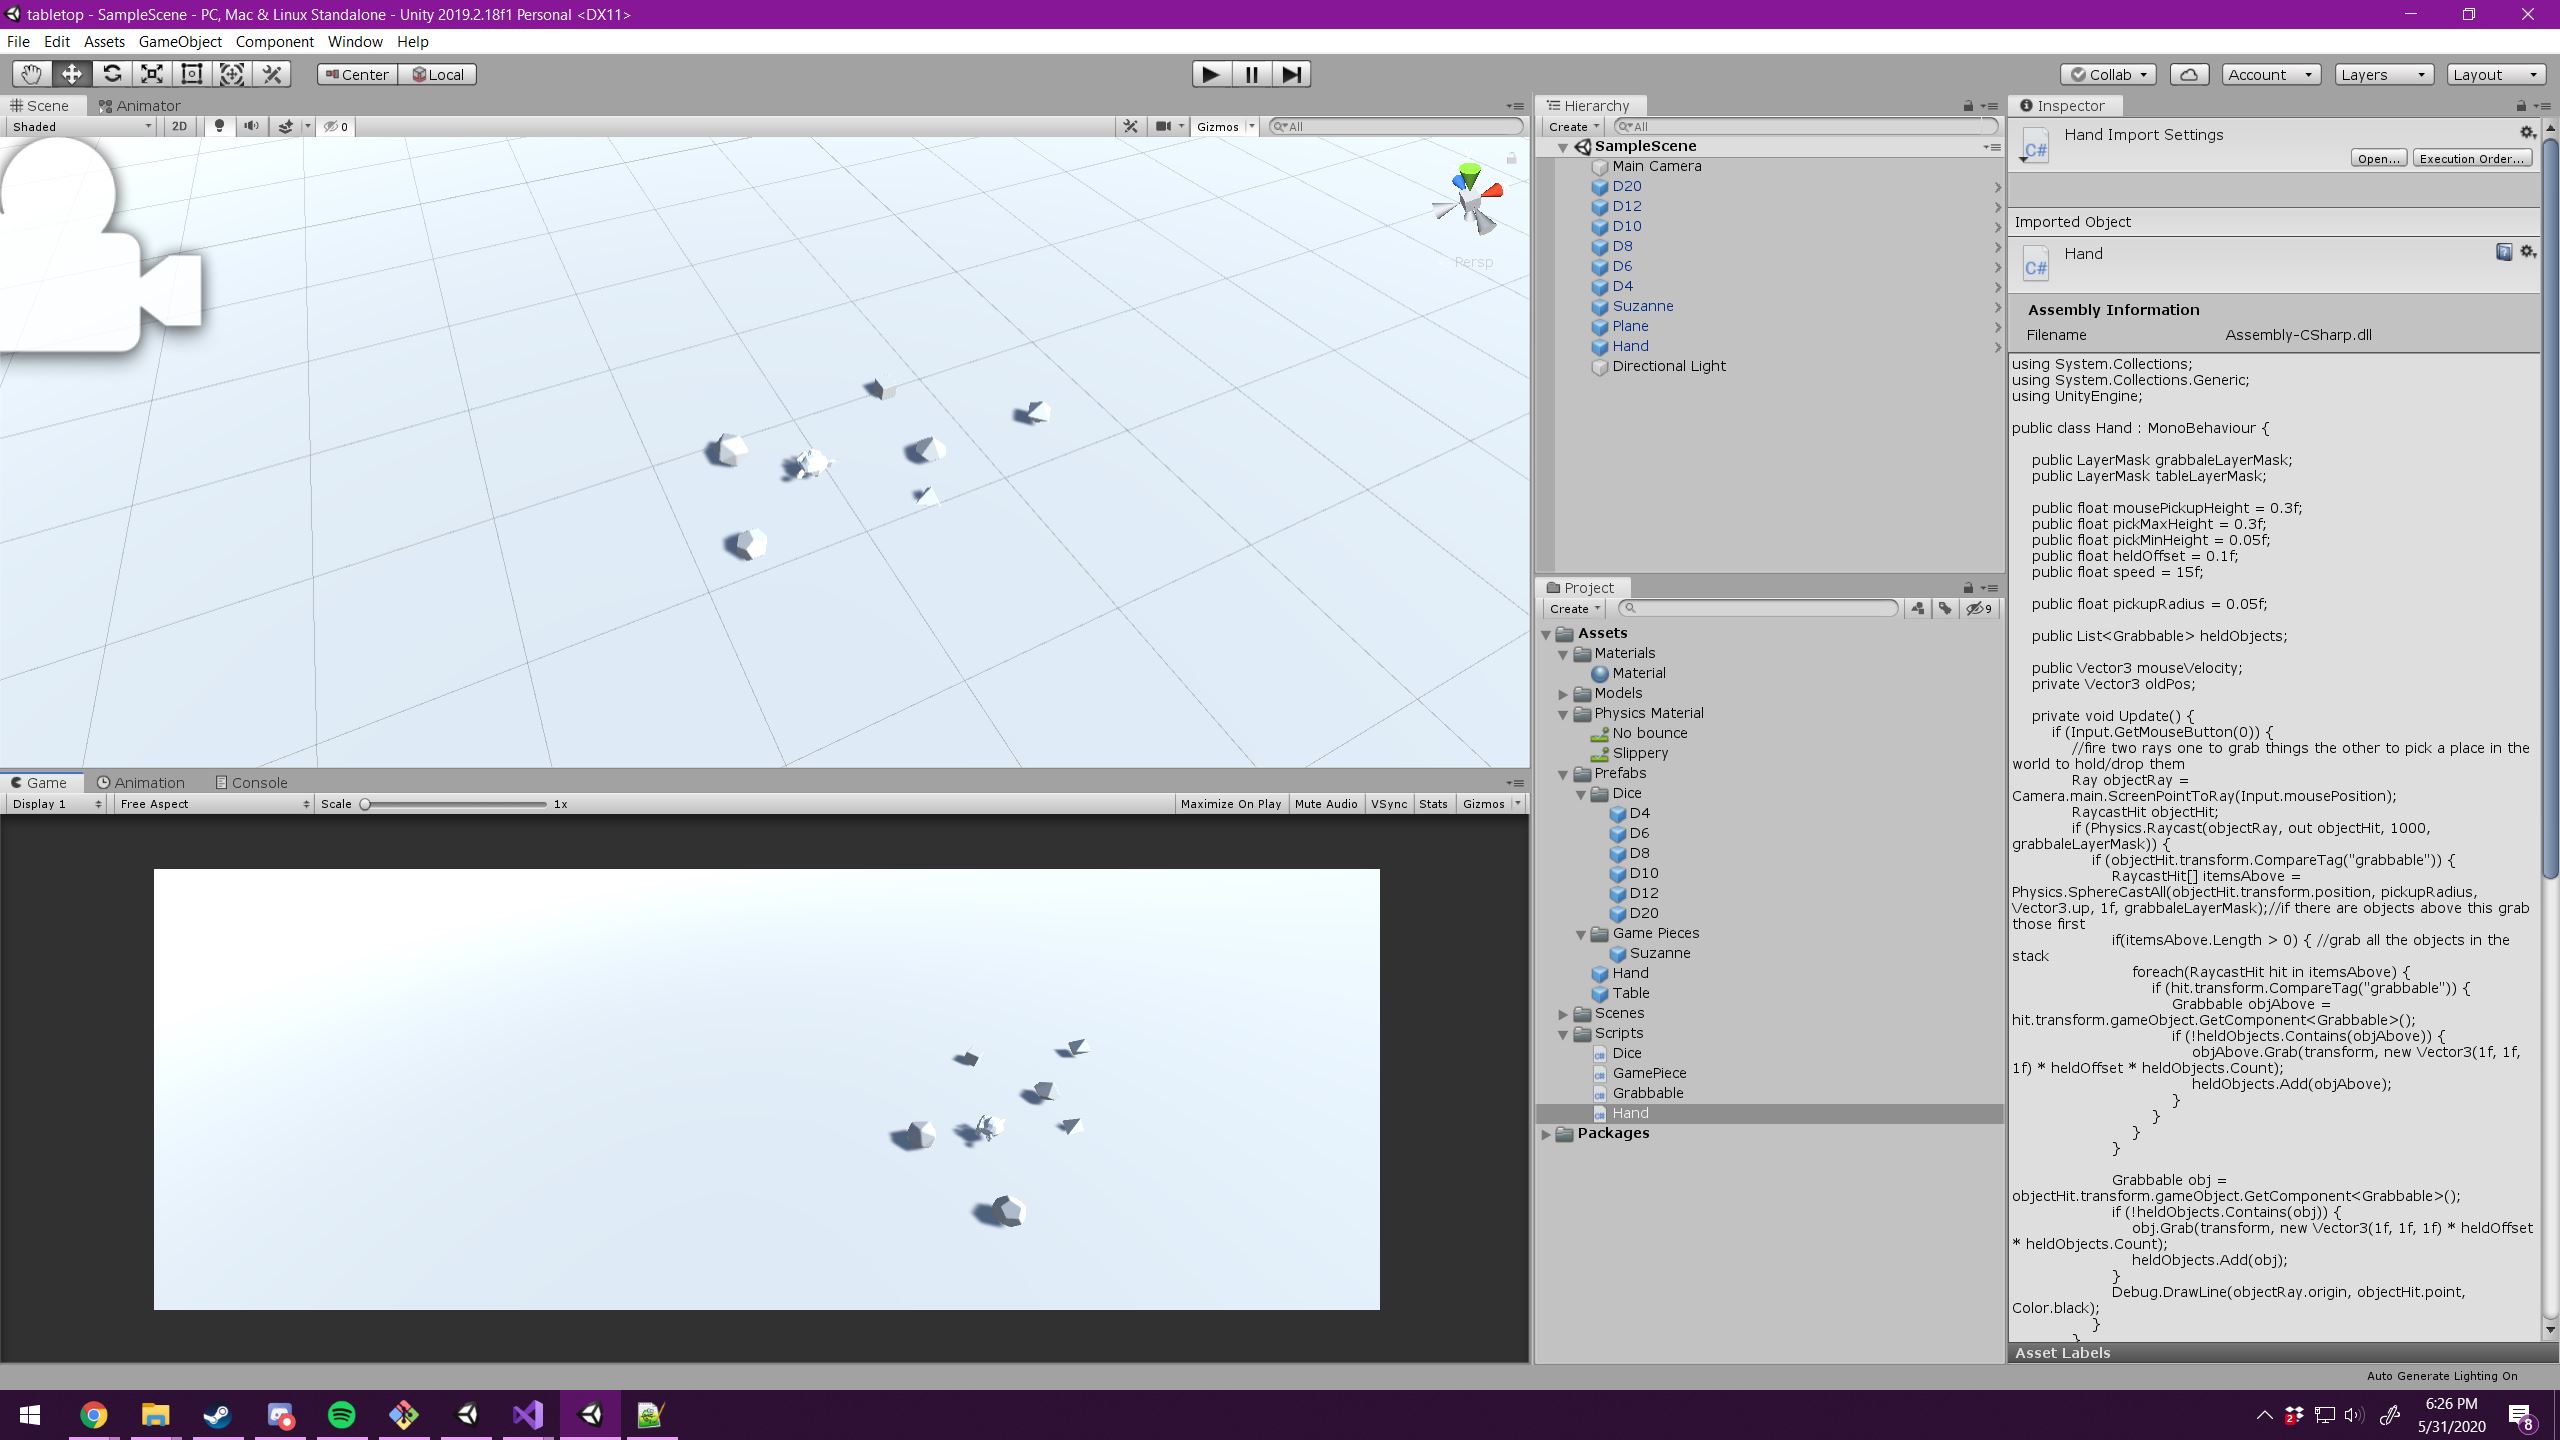 tabletop - SampleScene - PC, Mac & Linux Standalone - Unity 2019.2.18f1 Personal <DX11>
File Edit Assets GameObject Component Window Help
Center Local
Collab Account Layers Layout
Scene Animator
Shaded 2D 0 Gizmos All
Persp
Hierarchy
Create All
SampleScene
Main Camera
D20
D12
D10
D8
D6
D4
Suzanne
Plane
Hand
Directional Light
Project
Create 9
Assets
Materials
Material
Models
Physics Material
No bounce
Slippery
Prefabs
Dice
D4
D6
D8
D10
D12
D20
Game Pieces
Suzanne
Hand
Table
Scenes
Scripts
Dice
GamePiece
Grabbable
Hand
Packages
Game Animation Console
Display 1 Free Aspect Scale 1x Maximize On Play Mute Audio VSync Stats Gizmos
Inspector
C# Hand Import Settings
Open... Execution Order...
Imported Object
C# Hand
Assembly Information
Filename Assembly-CSharp.dll
using System.Collections;
using System.Collections.Generic;
using UnityEngine;
public class Hand : MonoBehaviour {
public LayerMask grabbaleLayerMask;
public LayerMask tableLayerMask;
public float mousePickupHeight = 0.3f;
public float pickMaxHeight = 0.3f;
public float pickMinHeight = 0.05f;
public float heldOffset = 0.1f;
public float speed = 15f;
public float pickupRadius = 0.05f;
public List<Grabbable> heldObjects;
public Vector3 mouseVelocity;
private Vector3 oldPos;
private void Update() {
if (Input.GetMouseButton(0)) {
//fire two rays one to grab things the other to pick a place in the
world to hold/drop them
Ray objectRay =
Camera.main.ScreenPointToRay(Input.mousePosition);
RaycastHit objectHit;
if (Physics.Raycast(objectRay, out objectHit, 1000,
grabbaleLayerMask)) {
if (objectHit.transform.CompareTag("grabbable")) {
RaycastHit[] itemsAbove =
Physics.SphereCastAll(objectHit.transform.position, pickupRadius,
Vector3.up, 1f, grabbaleLayerMask);//if there are objects above this grab
those first
if(itemsAbove.Length > 0) { //grab all the objects in the
stack
foreach(RaycastHit hit in itemsAbove) {
if (hit.transform.CompareTag("grabbable")) {
Grabbable objAbove =
hit.transform.gameObject.GetComponent<Grabbable>();
if (!heldObjects.Contains(objAbove)) {
objAbove.Grab(transform, new Vector3(1f, 1f,
1f) * heldOffset * heldObjects.Count);
heldObjects.Add(objAbove);
}
}
}
}
Grabbable obj =
objectHit.transform.gameObject.GetComponent<Grabbable>();
if (!heldObjects.Contains(obj)) {
obj.Grab(transform, new Vector3(1f, 1f, 1f) * heldOffset
* heldObjects.Count);
heldObjects.Add(obj);
}
Debug.DrawLine(objectRay.origin, objectHit.point,
Color.black);
}
}
Asset Labels
Auto Generate Lighting On
2
6:26 PM
5/31/2020
8